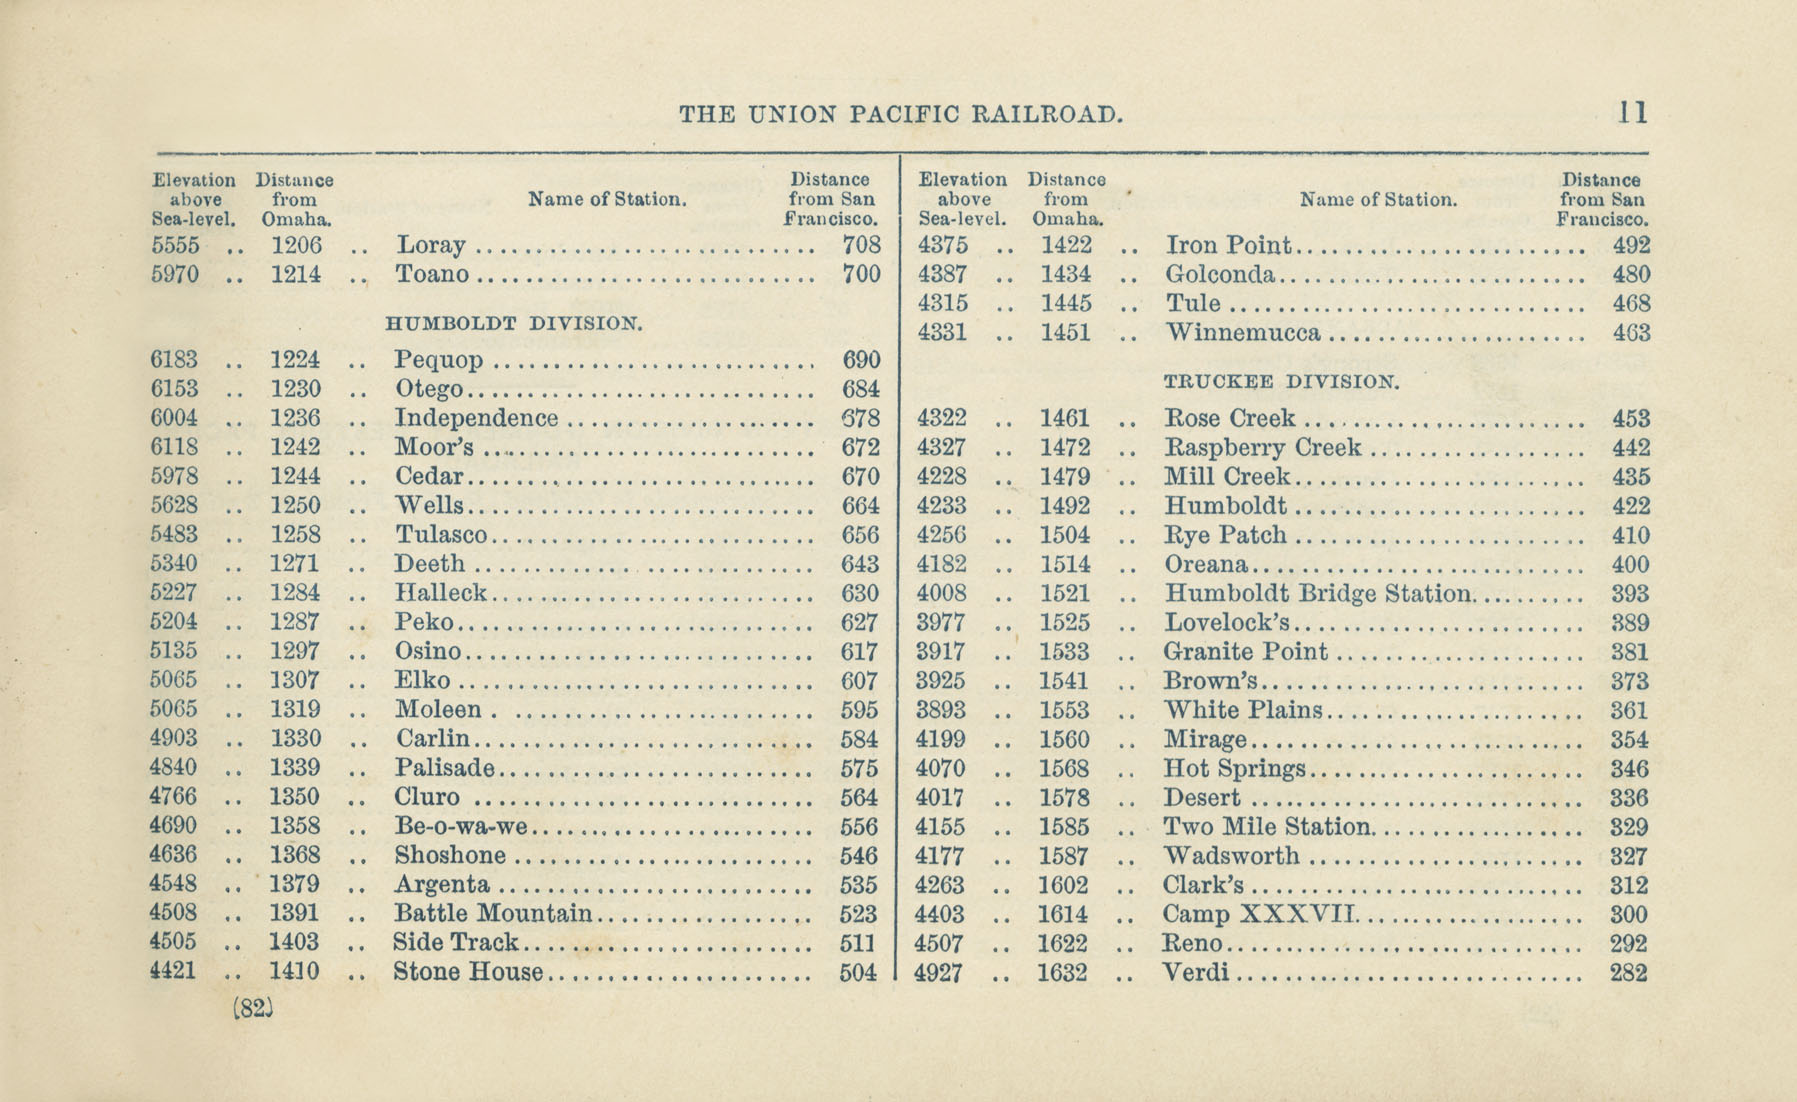 THE UNION PACIFIC RAILROAD. 11
Elevation above Sea-level. Distance from Omaha. Name of Station. Distance from San Francisco.
5555 .. 1206 .. Loray ........ 708
5970 .. 1214 .. Toano ........ 700
HUMBOLDT DIVISION.
6183 .. 1224 .. Pequop ........ 690
6153 .. 1230 .. Otego ........ 684
6004 .. 1236 .. Independence ........ 678
6118 .. 1242 .. Moor's ........ 672
5978 .. 1244 .. Cedar ........ 670
5628 .. 1250 .. Wells ........ 664
5483 .. 1258 .. Tulasco ........ 656
5340 .. 1271 .. Deeth ........ 643
5227 .. 1284 .. Halleck ........ 630
5204 .. 1287 .. Peko ........ 627
5135 .. 1297 .. Osino ........ 617
5065 .. 1307 .. Elko ........ 607
5065 .. 1319 .. Moleen ........ 595
4903 .. 1330 .. Carlin ........ 584
4840 .. 1339 .. Palisade ........ 575
4766 .. 1350 .. Cluro ........ 564
4690 .. 1358 .. Be-o-wa-we ........ 556
4636 .. 1368 .. Shoshone ........ 546
4548 .. 1379 .. Argenta ........ 535
4508 .. 1391 .. Battle Mountain ........ 523
4505 .. 1403 .. Side Track ........ 511
4421 .. 1410 .. Stone House ........ 504
(82)
Elevation above Sea-level. Distance from Omaha. Name of Station. Distance from San Francisco.
4375 .. 1422 .. Iron Point ........ 492
4387 .. 1434 .. Golconda ........ 480
4315 .. 1445 .. Tule ........ 468
4331 .. 1451 .. Winnemucca ........ 463
TRUCKEE DIVISION.
4322 .. 1461 .. Rose Creek ........ 453
4327 .. 1472 .. Raspberry Creek ........ 442
4228 .. 1479 .. Mill Creek ........ 435
4233 .. 1492 .. Humboldt ........ 422
4256 .. 1504 .. Rye Patch ........ 410
4182 .. 1514 .. Oreana ........ 400
4008 .. 1521 .. Humboldt Bridge Station ........ 393
3977 .. 1525 .. Lovelock's ........ 389
3917 .. 1533 .. Granite Point ........ 381
3925 .. 1541 .. Brown's ........ 373
3893 .. 1553 .. White Plains ........ 361
4199 .. 1560 .. Mirage ........ 354
4070 .. 1568 .. Hot Springs ........ 346
4017 .. 1578 .. Desert ........ 336
4155 .. 1585 .. Two Mile Station ........ 329
4177 .. 1587 .. Wadsworth ........ 327
4263 .. 1602 .. Clark's ........ 312
4403 .. 1614 .. Camp XXXVII ........ 300
4507 .. 1622 .. Reno ........ 292
4927 .. 1632 .. Verdi ........ 282